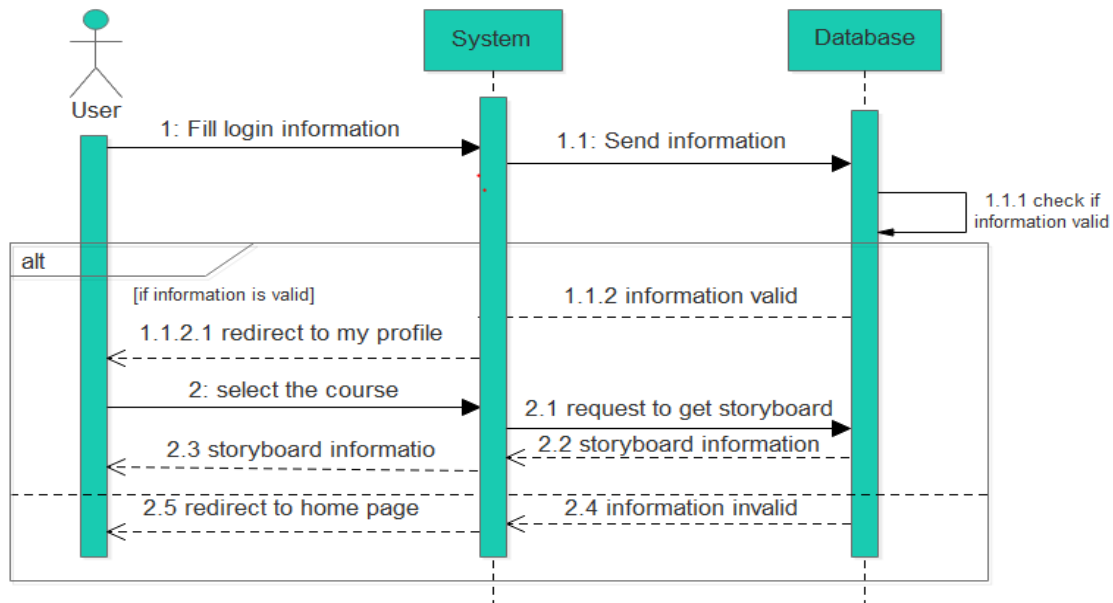 System
Database
User
1: Fill login information
1.1: Send information
1.1.1 check if
information valid
alt
[if information is valid]
1.1.2 information valid
1.1.2.1 redirect to my profile
2: select the course
2.1 request to get storyboard
2.2 storyboard information
2.3 storyboard informatio
2.5 redirect to home page
2.4 information invalid